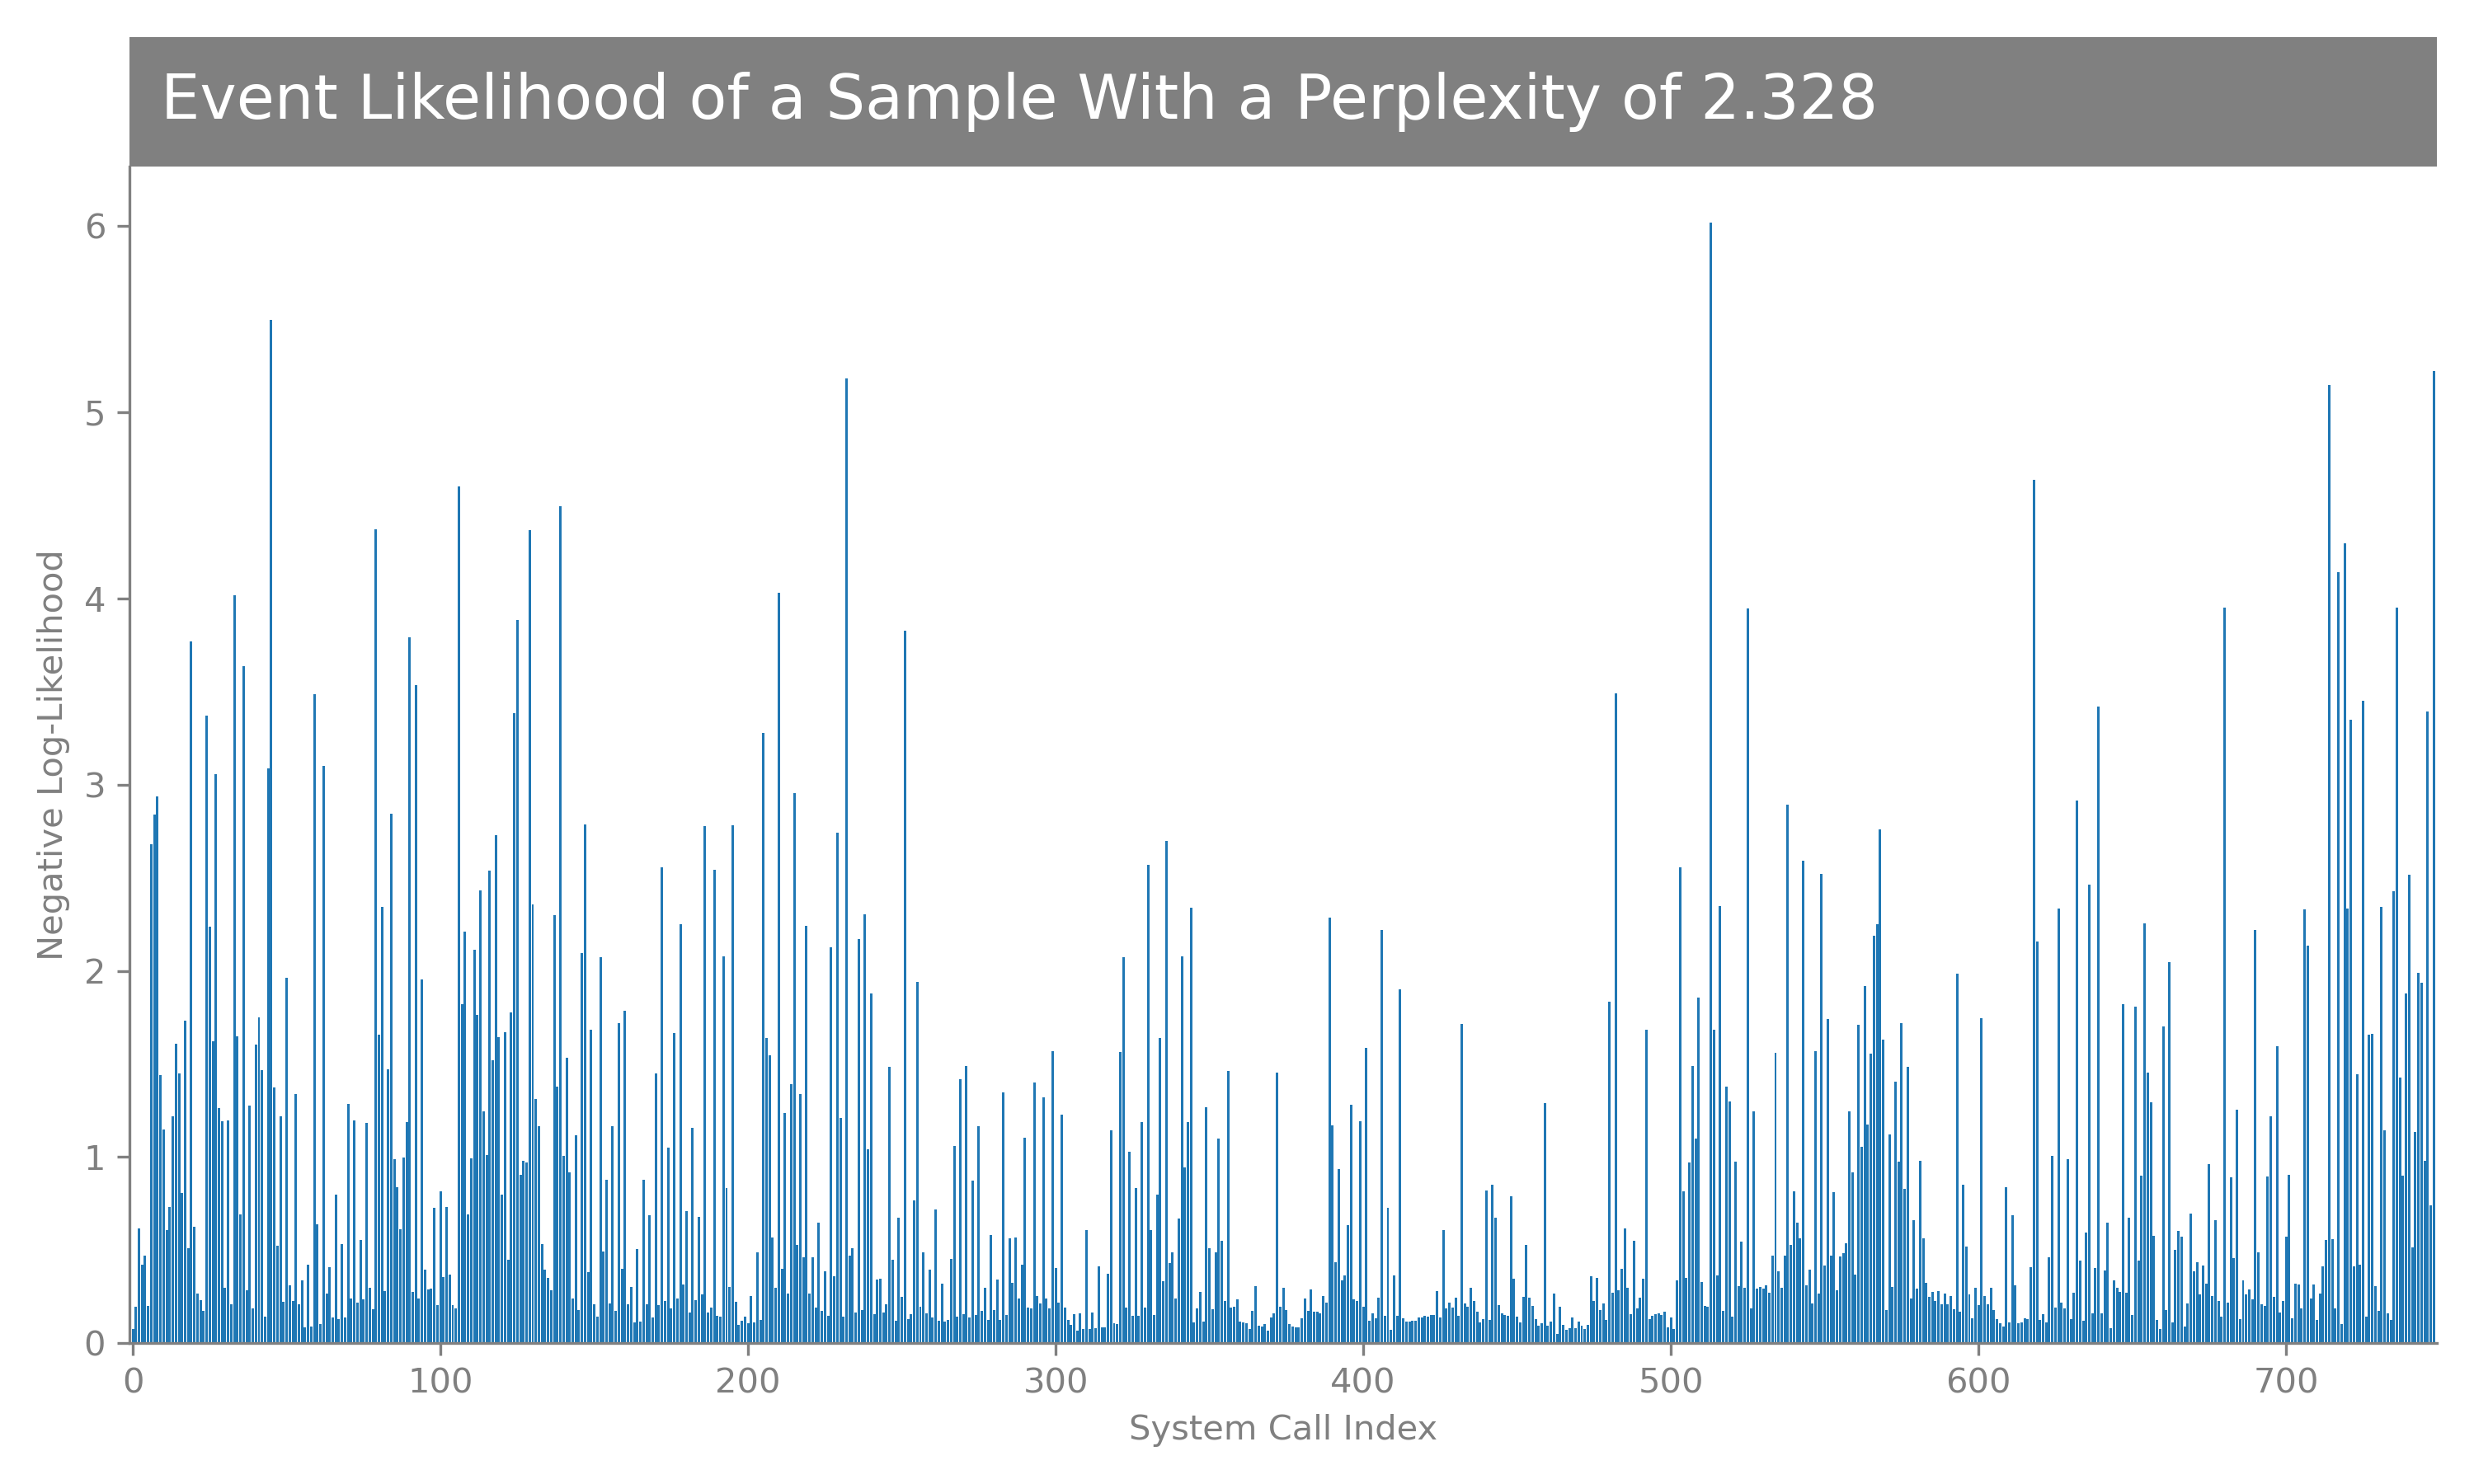 Event Likelihood of a Sample With a Perplexity of 2.328
6
5
4
3
2
1
0
Negative Log-Likelihood
0 100 200 300 400 500 600 700
System Call Index